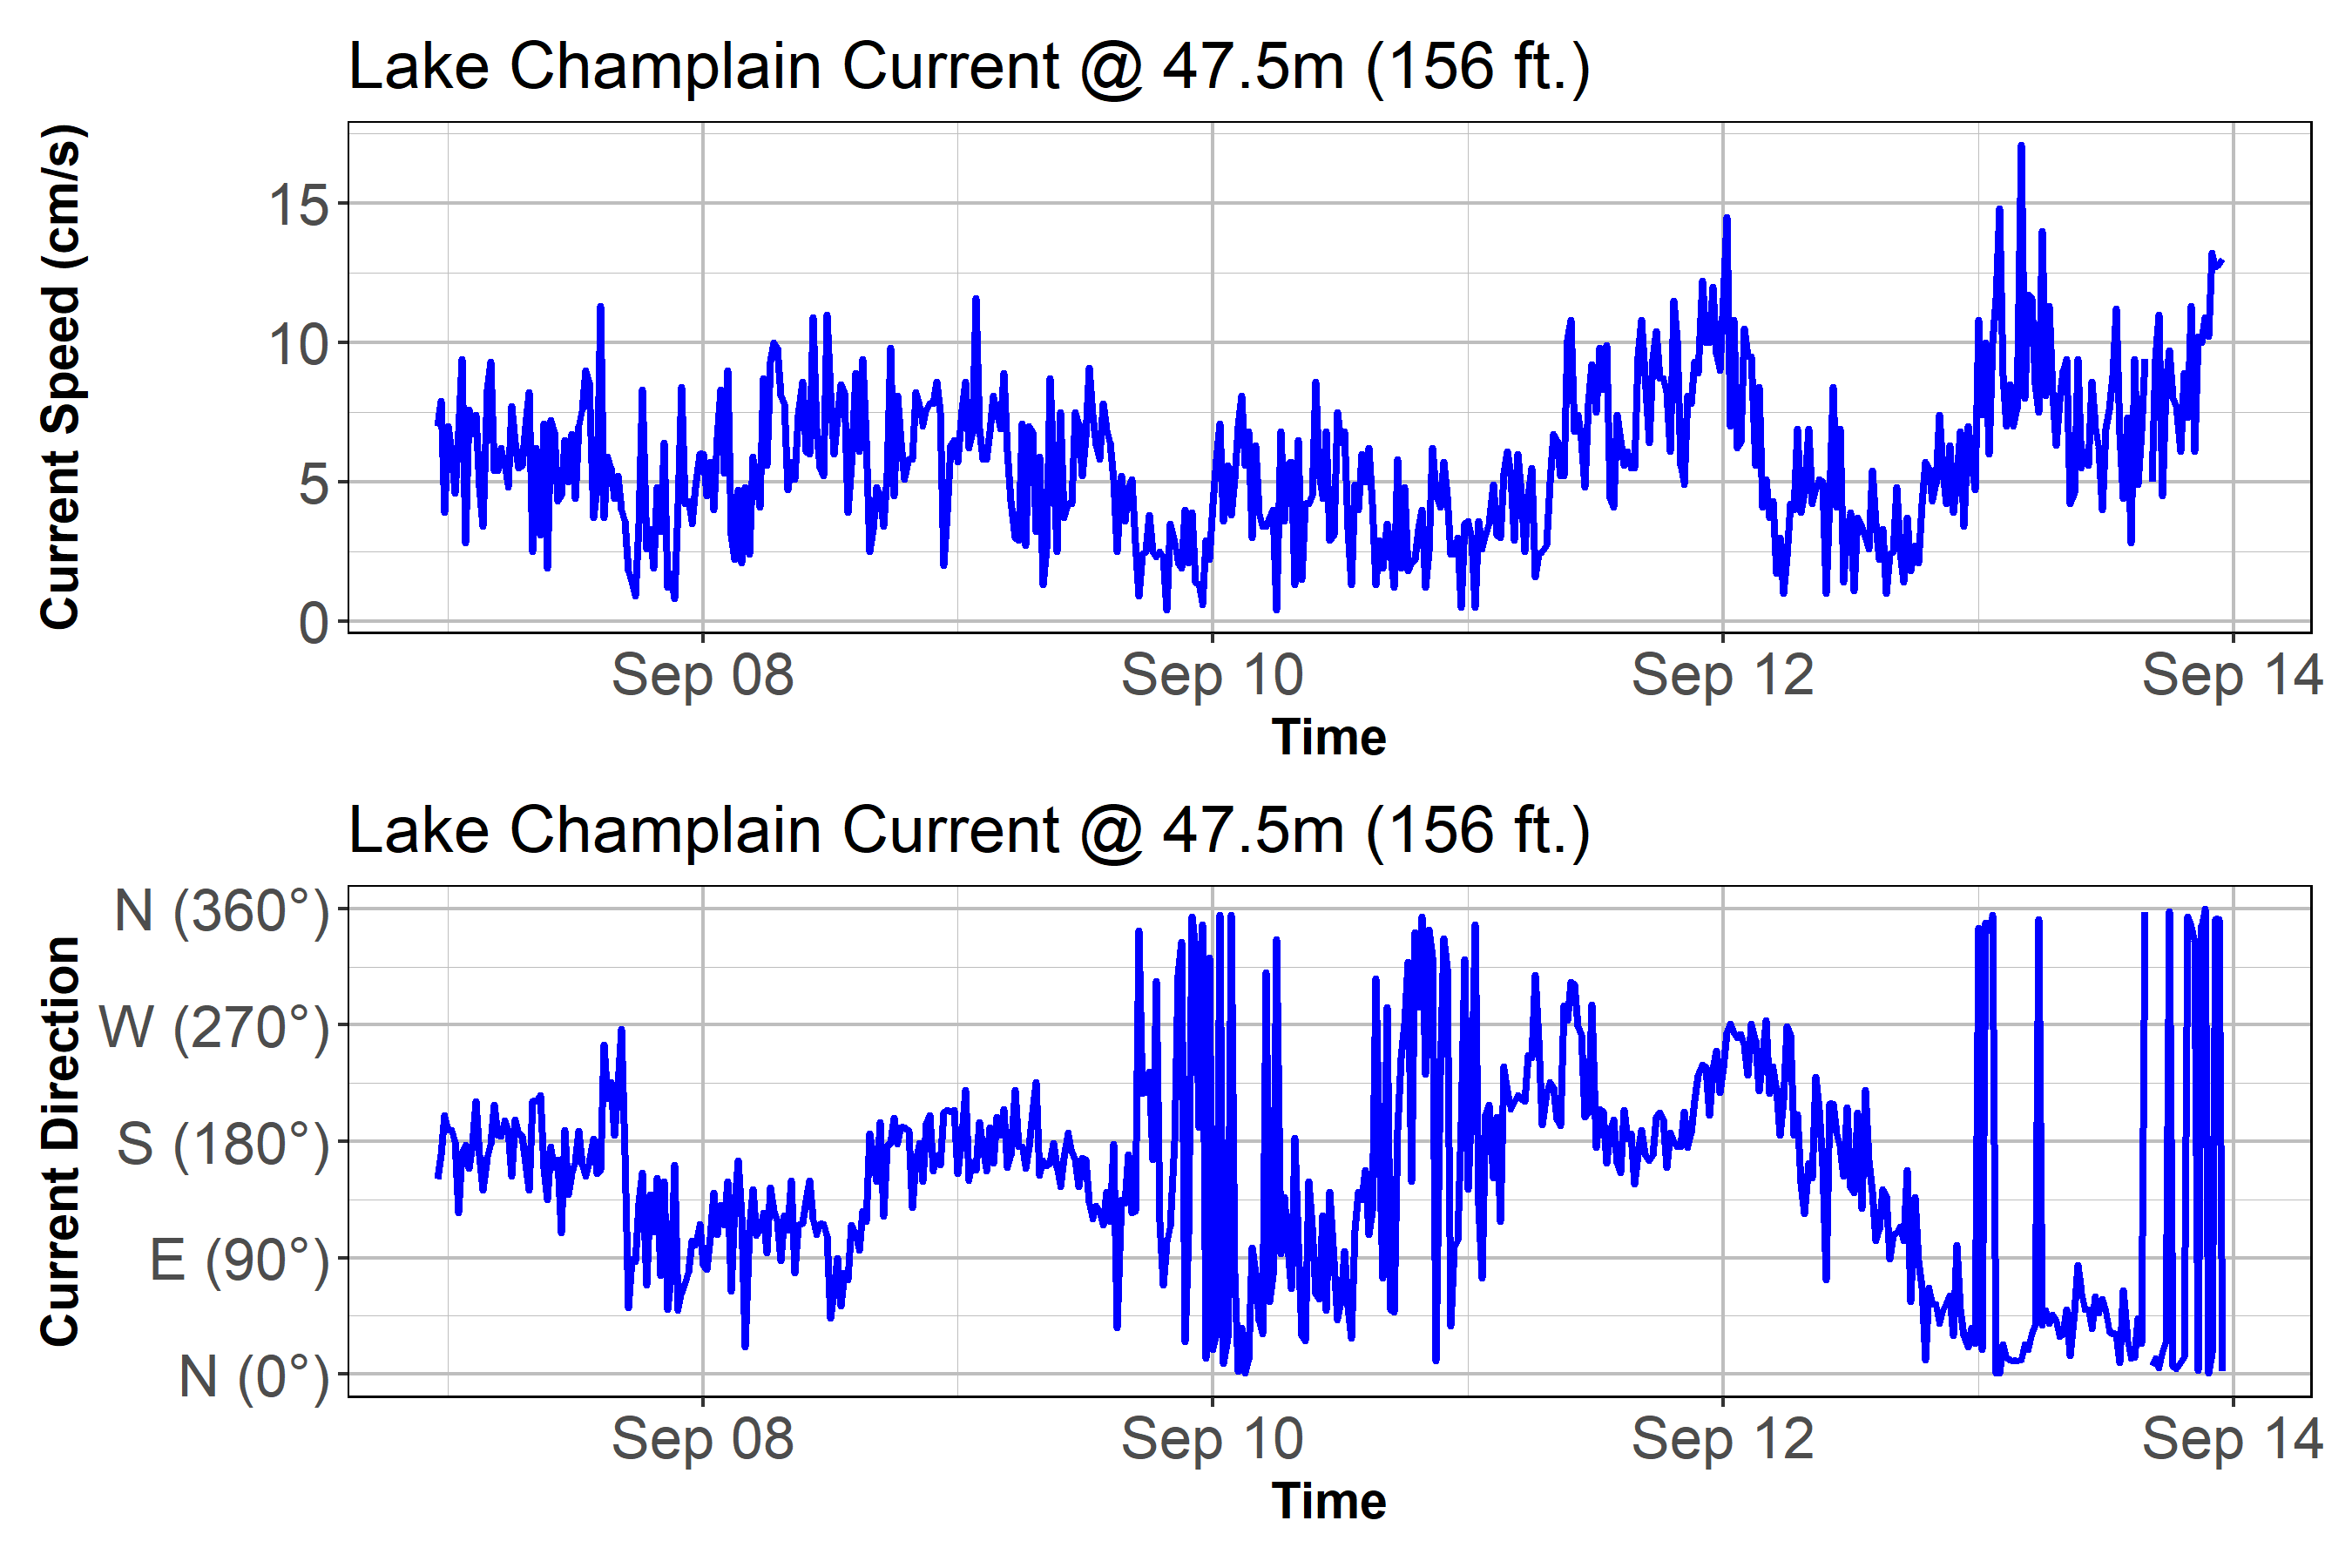 Lake Champlain Current @ 47.5m (156 ft.)
Current Speed (cm/s)
15
10
5
0
Sep 08 Sep 10 Sep 12 Sep 14
Time
Lake Champlain Current @ 47.5m (156 ft.)
Current Direction
N (360°)
W (270°)
S (180°)
E (90°)
N (0°)
Sep 08 Sep 10 Sep 12 Sep 14
Time